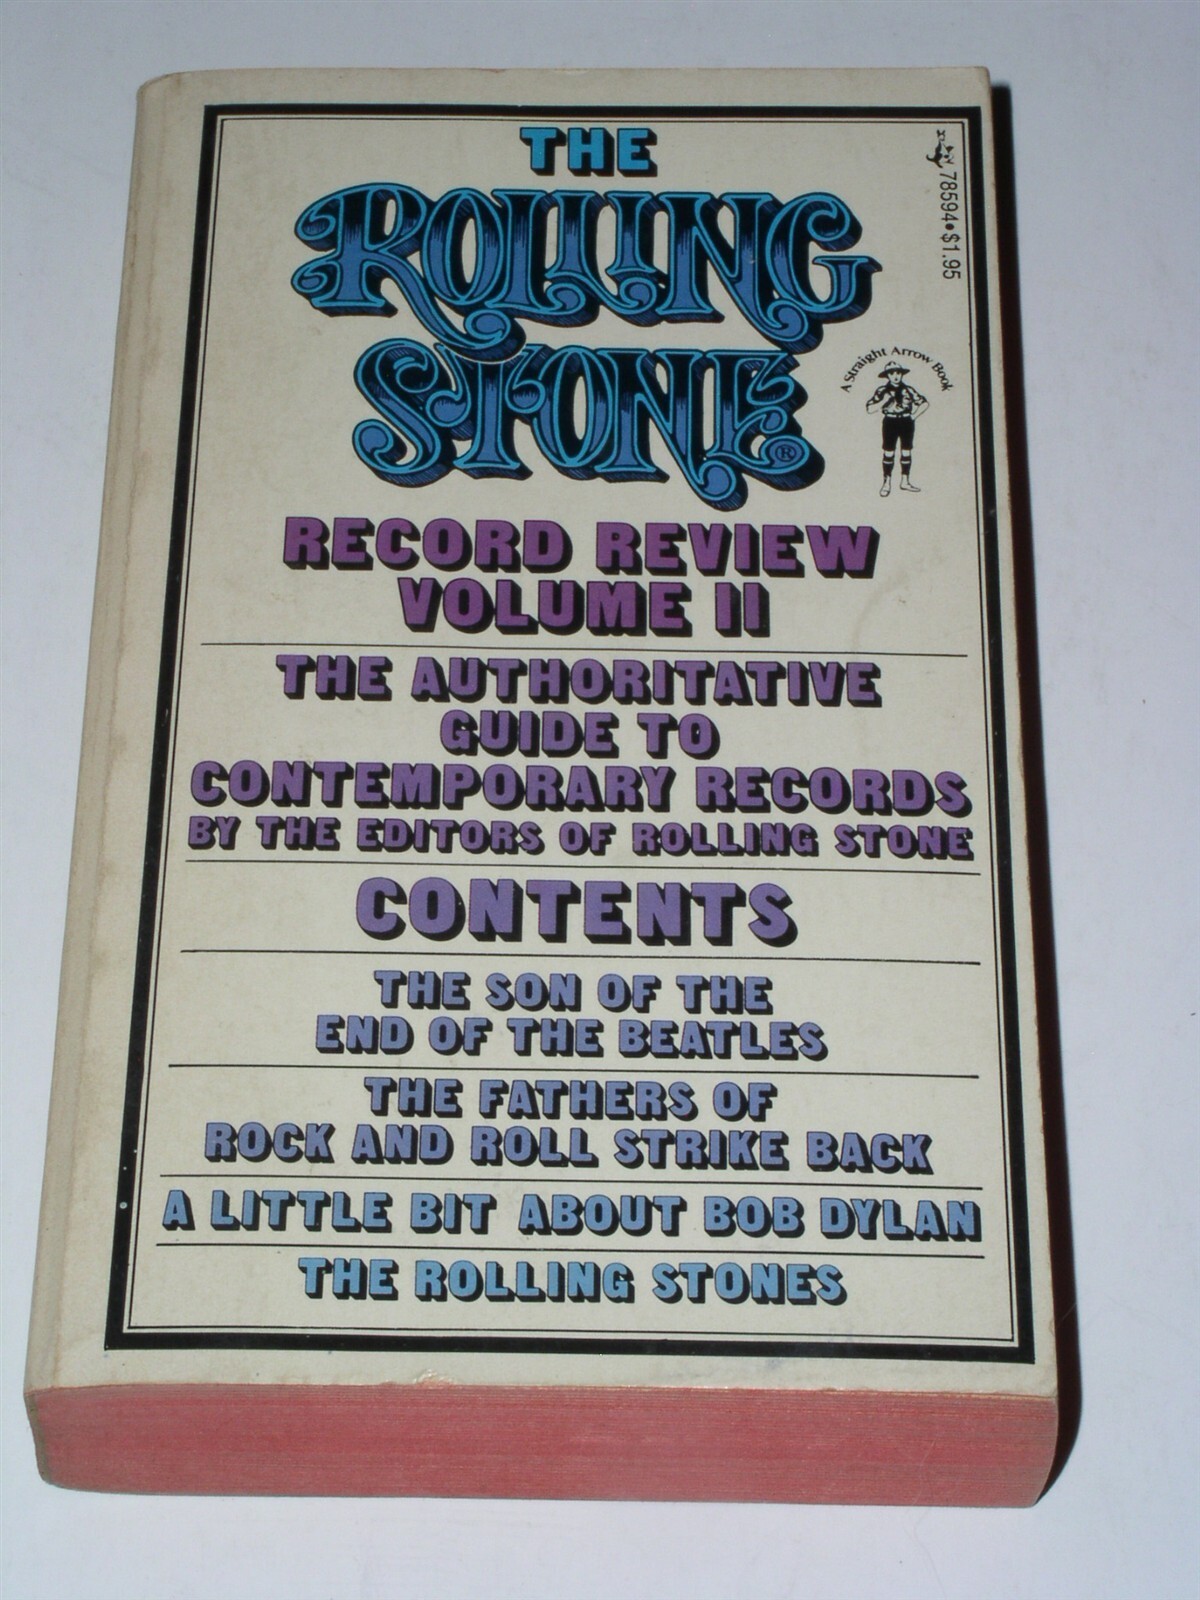 THE
ROLLING
STONE®
78594•$1.95
A Straight Arrow Book
RECORD REVIEW
VOLUME II
THE AUTHORITATIVE
GUIDE TO
CONTEMPORARY RECORDS
BY THE EDITORS OF ROLLING STONE
CONTENTS
THE SON OF THE
END OF THE BEATLES
THE FATHERS OF
ROCK AND ROLL STRIKE BACK
A LITTLE BIT ABOUT BOB DYLAN
THE ROLLING STONES